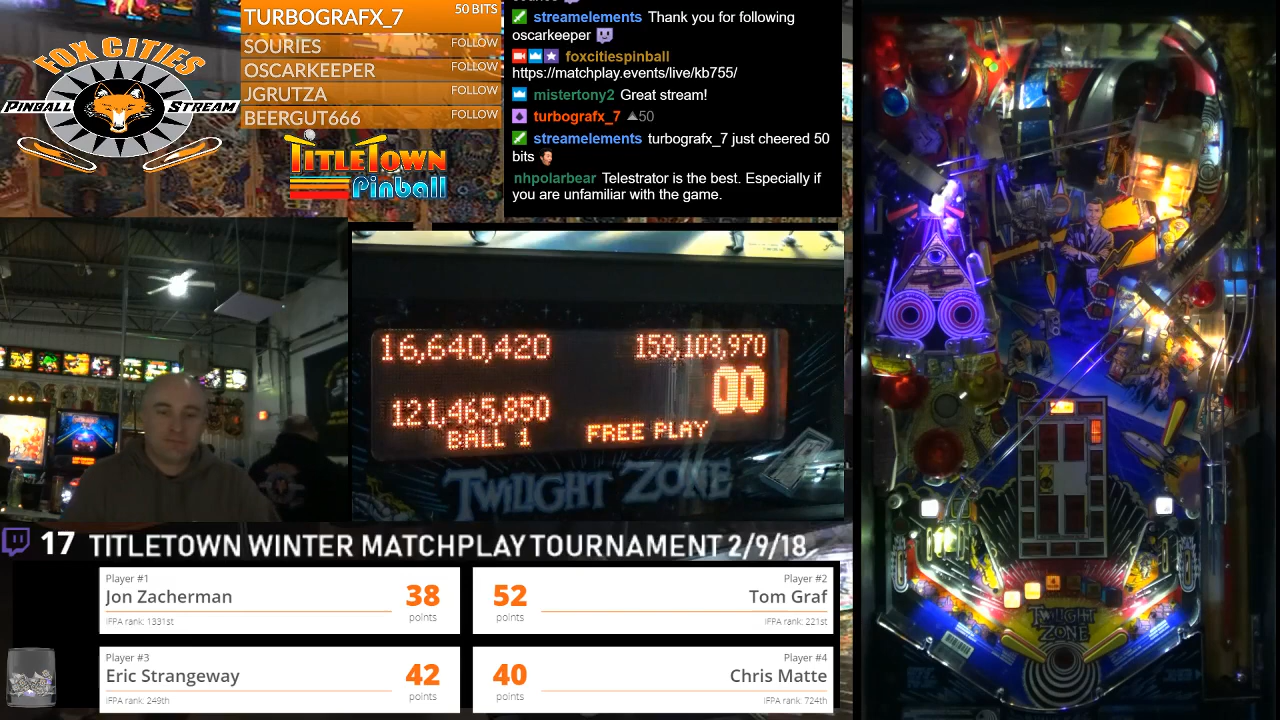 FOX CITIES
PINBALL STREAM
TURBOGRAFX_7 50 BITS
SOURIES FOLLOW
OSCARKEEPER FOLLOW
JGRUTZA FOLLOW
BEERGUT666 FOLLOW
TITLETOWN
Pinball
streamelements Thank you for following
oscarkeeper
foxcitiespinball
https://matchplay.events/live/kb755/
mistertony2 Great stream!
turbografx_7 50
streamelements turbografx_7 just cheered 50
bits
nhpolarbear Telestrator is the best. Especially if
you are unfamiliar with the game.
16,640,420 159,103,970
00
121,465,850
BALL 1 FREE PLAY
TWILIGHT ZONE
17 TITLETOWN WINTER MATCHPLAY TOURNAMENT 2/9/18
Player #1
Jon Zacherman
IFPA rank: 1331st
38
points
52
points
Player #2
Tom Graf
IFPA rank: 221st
Player #3
Eric Strangeway
IFPA rank: 249th
42
points
40
points
Player #4
Chris Matte
IFPA rank: 724th
TWILIGHT
ZONE